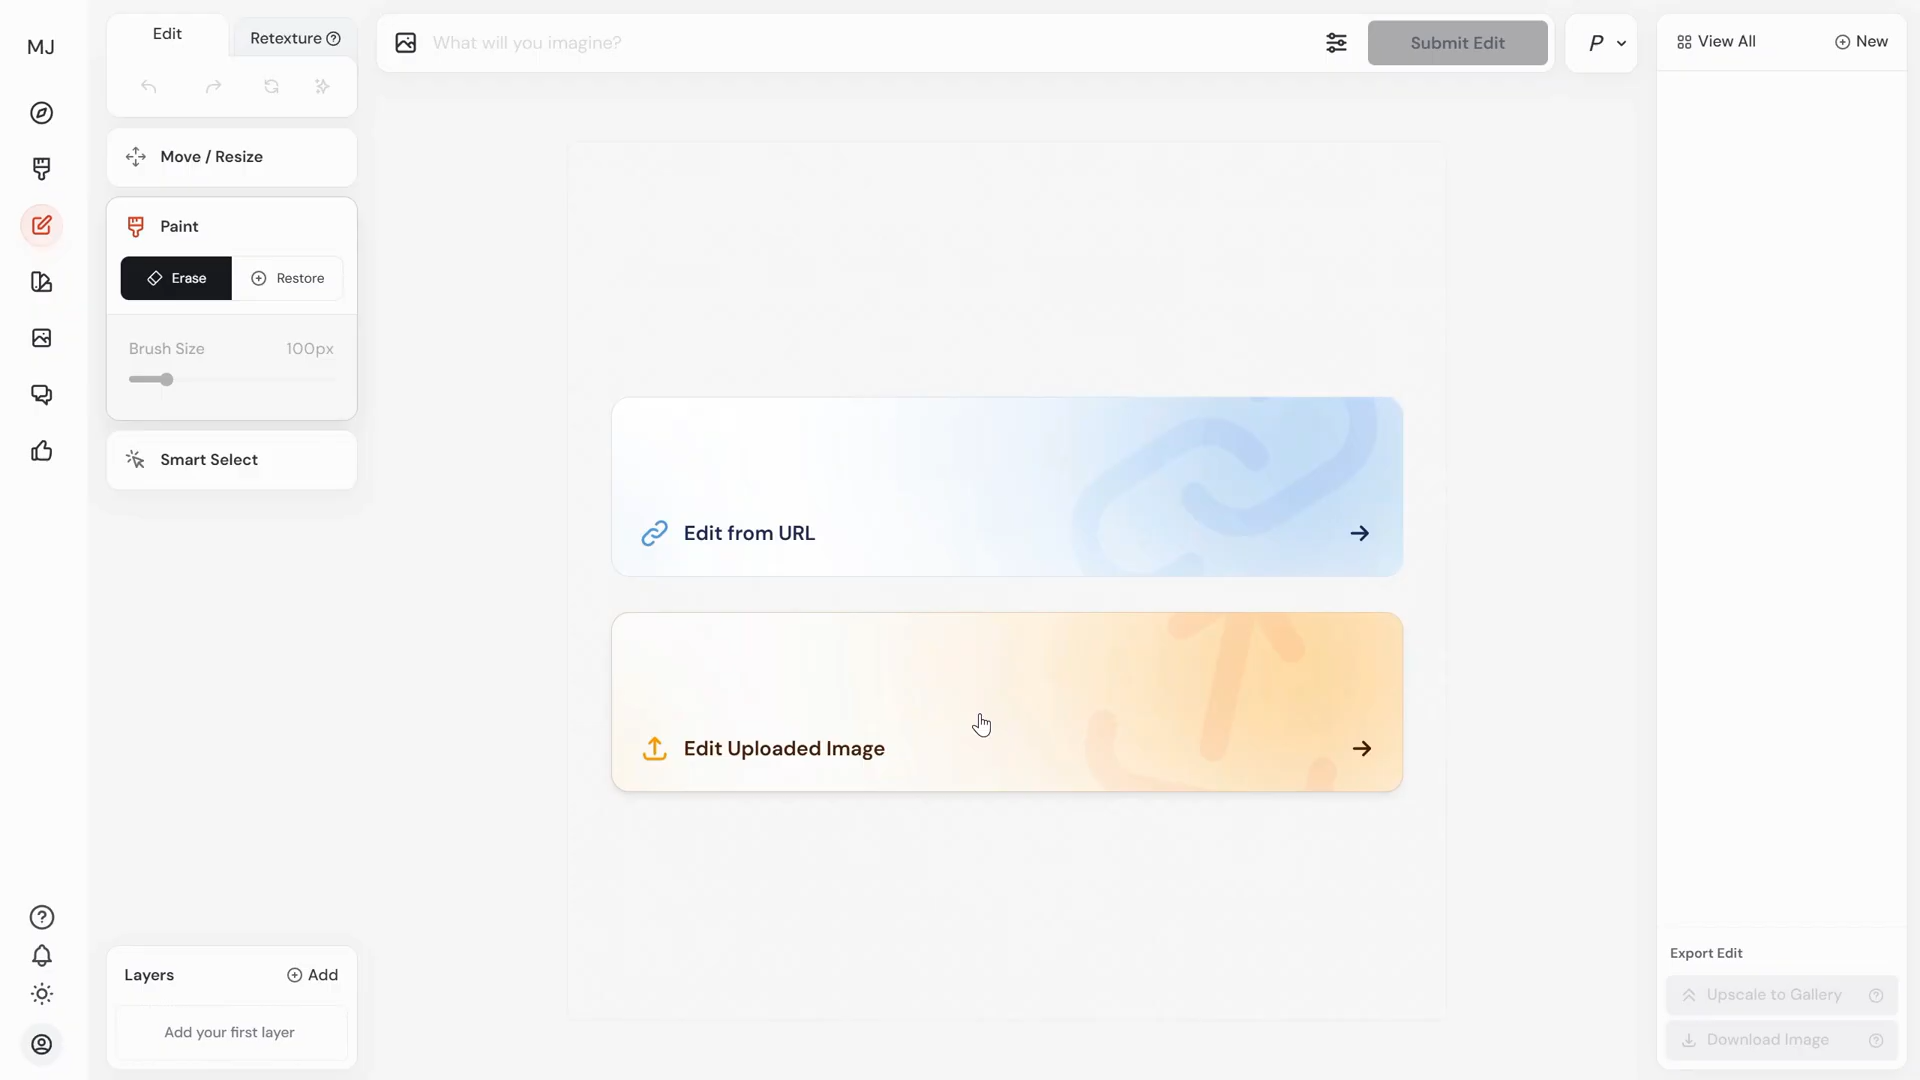 MJ
Edit
Retexture
What will you imagine?
Submit Edit
P
View All
New
Move / Resize
Paint
Erase
Restore
Brush Size
100px
Smart Select
Edit from URL
Edit Uploaded Image
Layers
Add
Add your first layer
Export Edit
Upscale to Gallery
Download Image